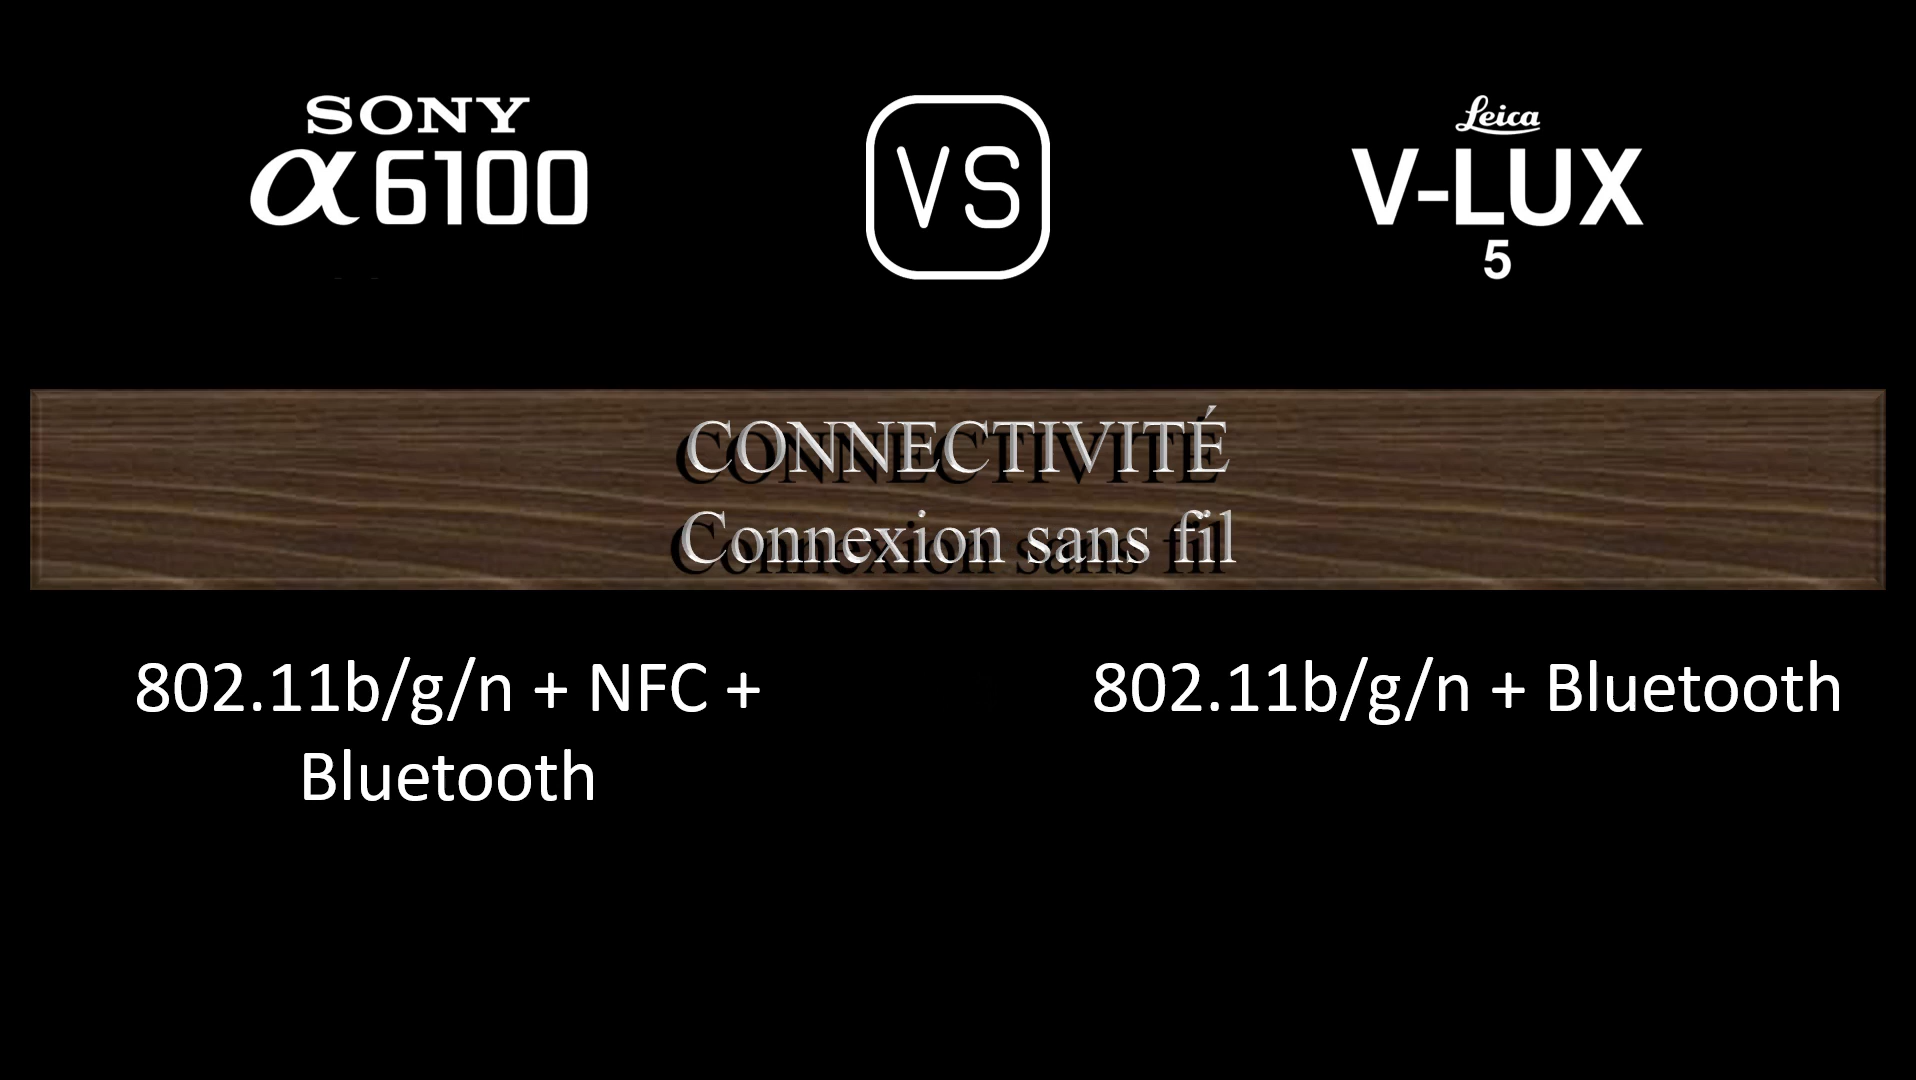 SONY
α6100
VS
Leica
V-LUX
5
CONNECTIVITÉ
Connexion sans fil
802.11b/g/n + NFC +
Bluetooth
802.11b/g/n + Bluetooth